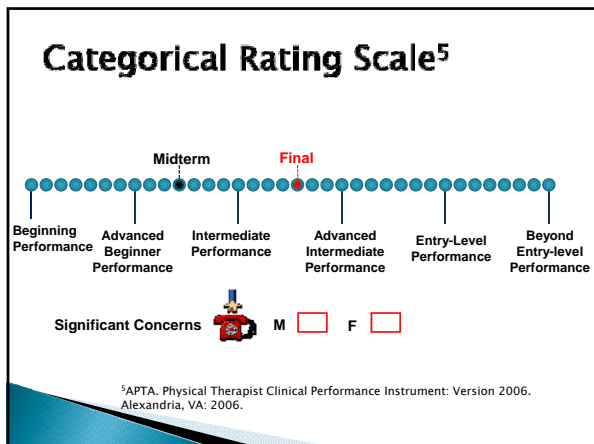 Categorical Rating Scale⁵
Midterm
Final
Beginning
Performance
Advanced
Beginner
Performance
Intermediate
Performance
Advanced
Intermediate
Performance
Entry-Level
Performance
Beyond
Entry-level
Performance
Significant Concerns M F
⁵APTA. Physical Therapist Clinical Performance Instrument: Version 2006.
Alexandria, VA: 2006.